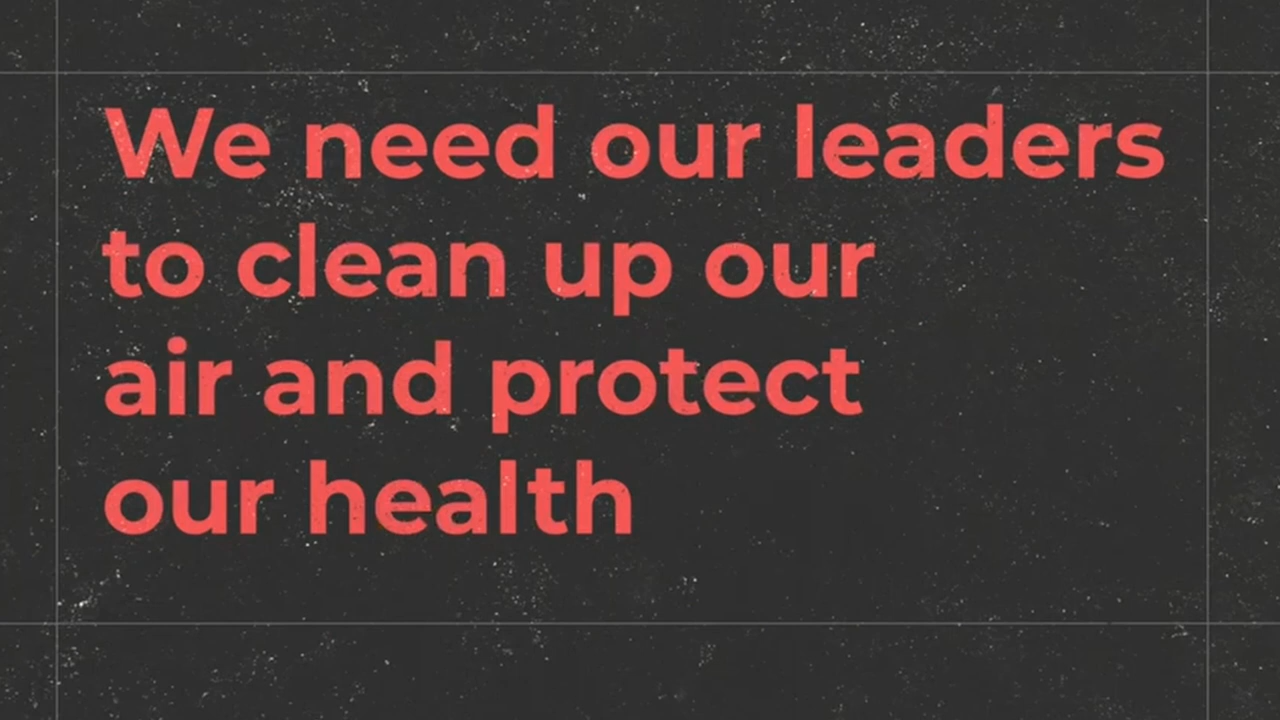 We need our leaders
to clean up our
air and protect
our health